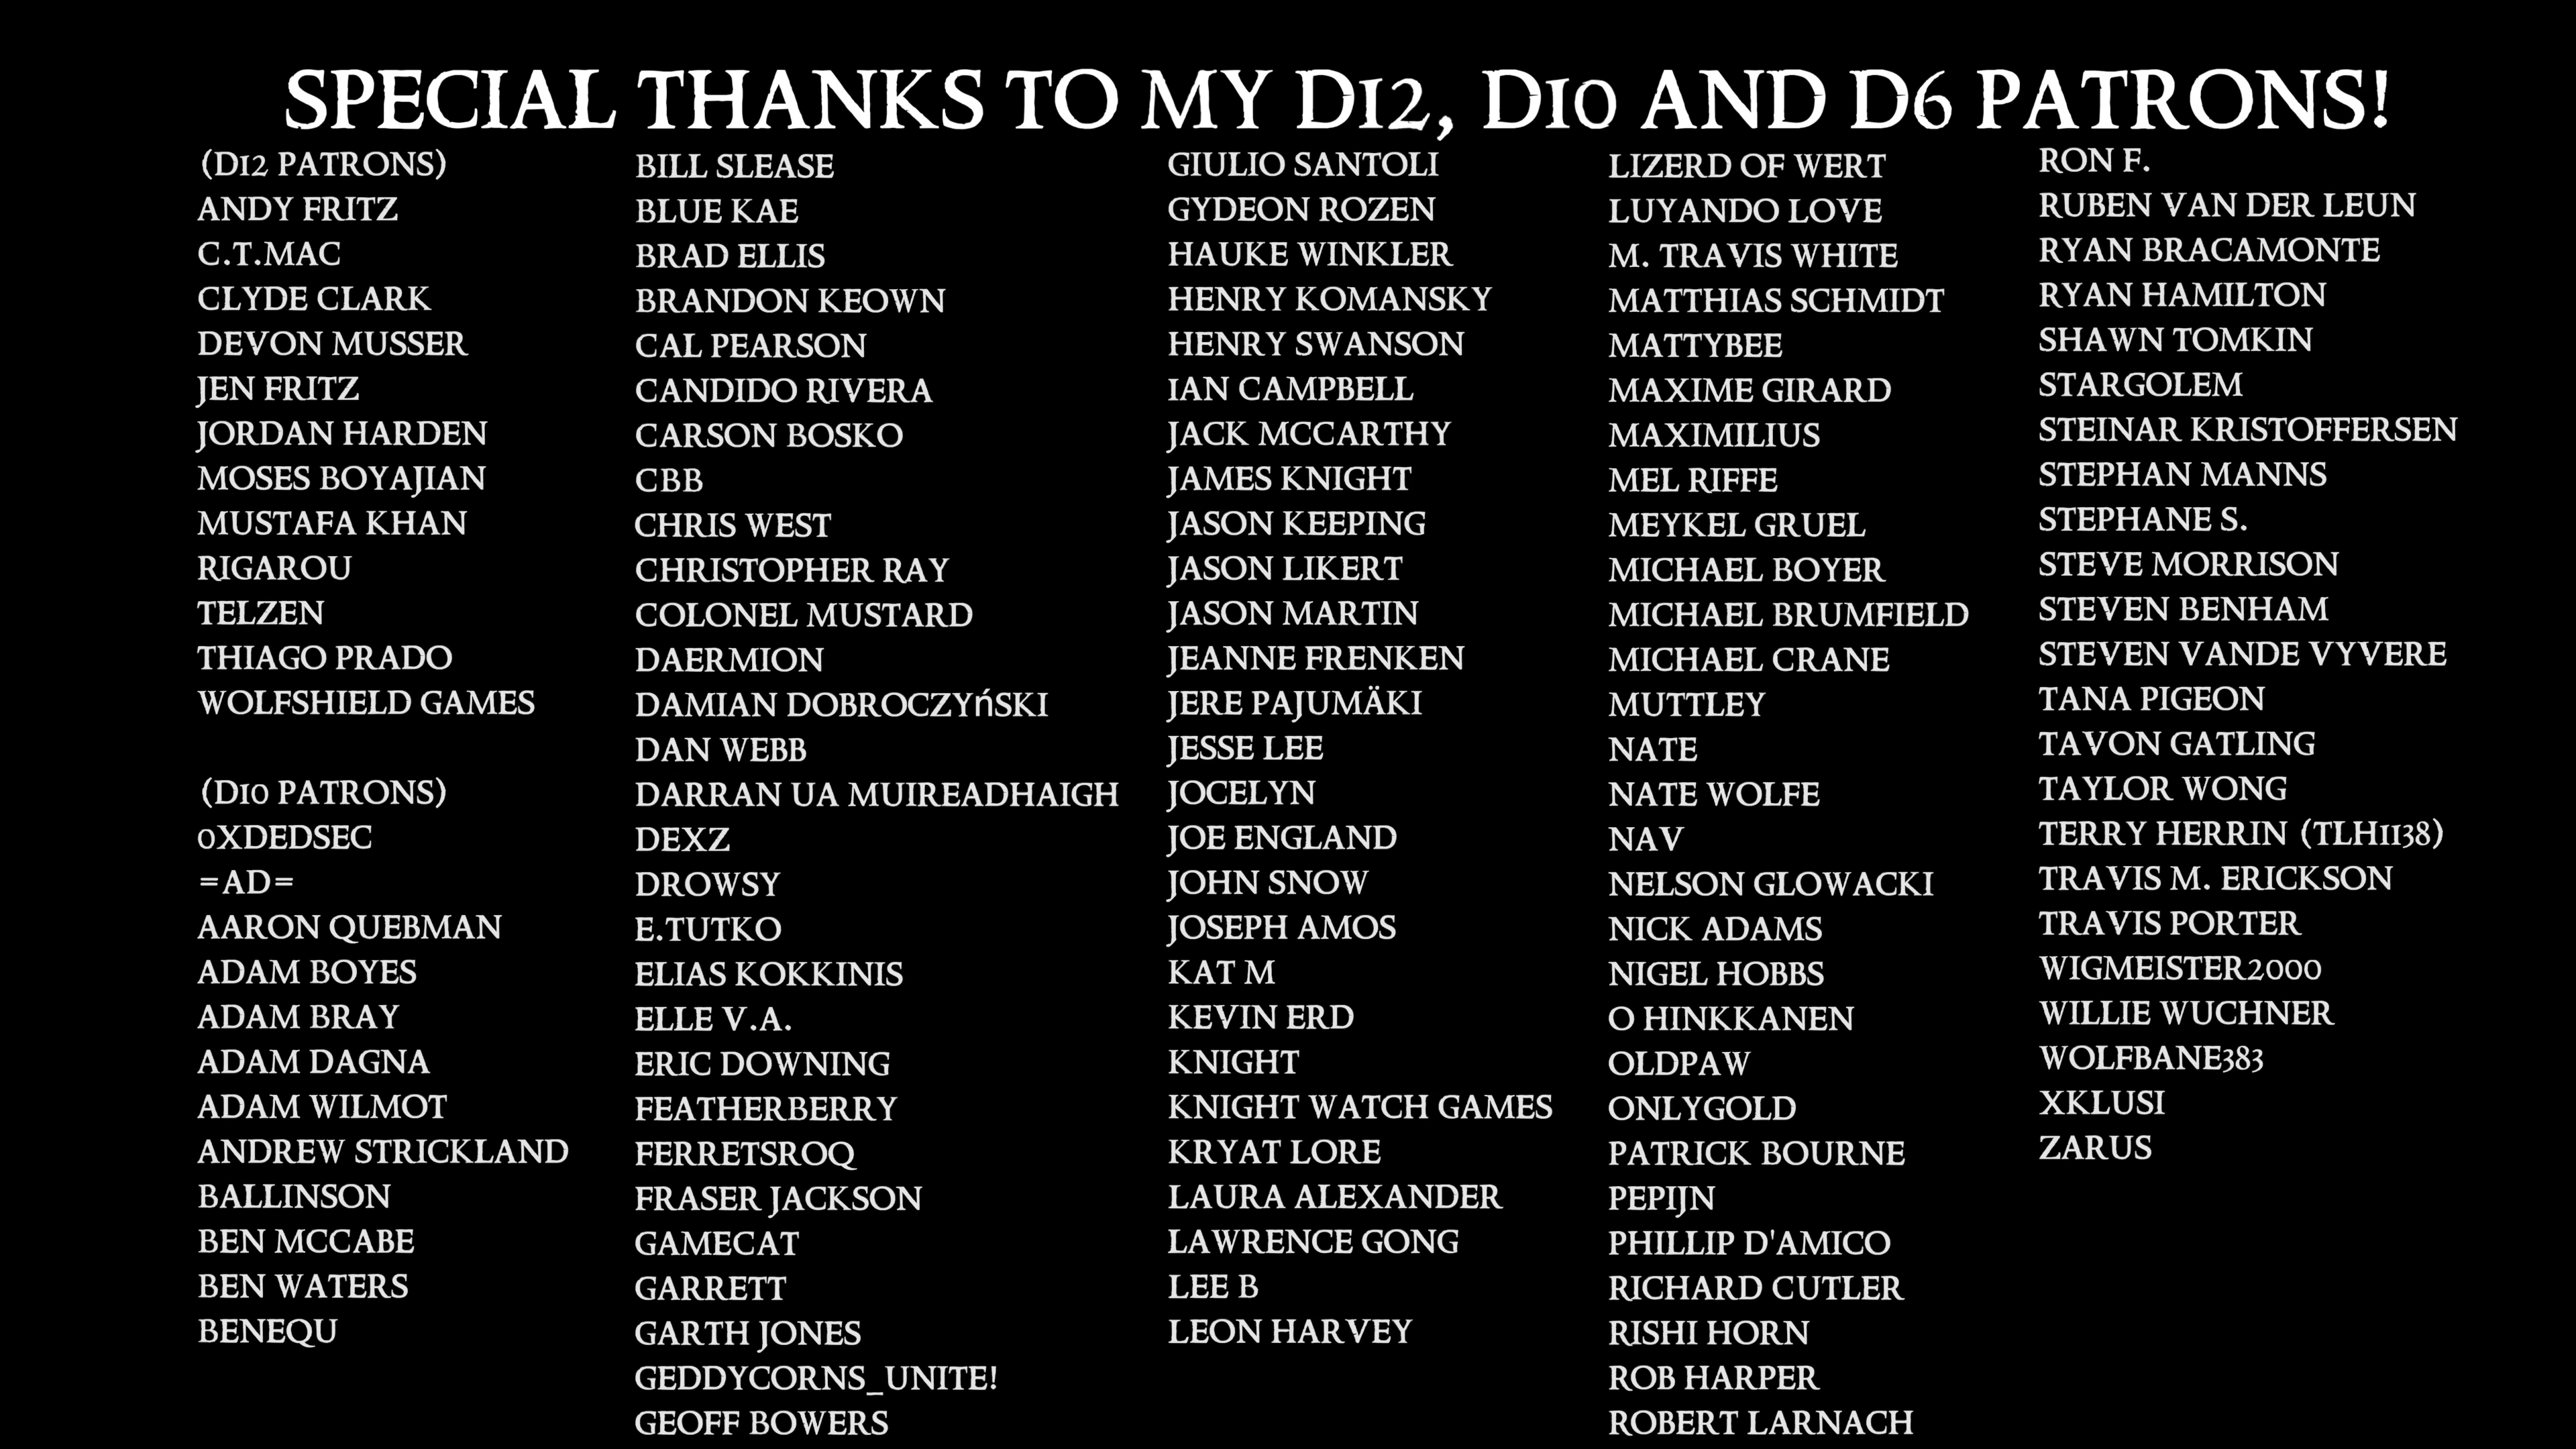 SPECIAL THANKS TO MY D12, D10 AND D6 PATRONS!
(D12 PATRONS)
ANDY FRITZ
C.T.MAC
CLYDE CLARK
DEVON MUSSER
JEN FRITZ
JORDAN HARDEN
MOSES BOYAJIAN
MUSTAFA KHAN
RIGAROU
TELZEN
THIAGO PRADO
WOLFSHIELD GAMES
(D10 PATRONS)
0XDEDSEC
=AD=
AARON QUEBMAN
ADAM BOYES
ADAM BRAY
ADAM DAGNA
ADAM WILMOT
ANDREW STRICKLAND
BALLINSON
BEN MCCABE
BEN WATERS
BENEQU
BILL SLEASE
BLUE KAE
BRAD ELLIS
BRANDON KEOWN
CAL PEARSON
CANDIDO RIVERA
CARSON BOSKO
CBB
CHRIS WEST
CHRISTOPHER RAY
COLONEL MUSTARD
DAERMION
DAMIAN DOBROCZYńSKI
DAN WEBB
DARRAN UA MUIREADHAIGH
DEXZ
DROWSY
E.TUTKO
ELIAS KOKKINIS
ELLE V.A.
ERIC DOWNING
FEATHERBERRY
FERRETSROQ
FRASER JACKSON
GAMECAT
GARRETT
GARTH JONES
GEDDYCORNS_UNITE!
GEOFF BOWERS
GIULIO SANTOLI
GYDEON ROZEN
HAUKE WINKLER
HENRY KOMANSKY
HENRY SWANSON
IAN CAMPBELL
JACK MCCARTHY
JAMES KNIGHT
JASON KEEPING
JASON LIKERT
JASON MARTIN
JEANNE FRENKEN
JERE PAJUMÄKI
JESSE LEE
JOCELYN
JOE ENGLAND
JOHN SNOW
JOSEPH AMOS
KAT M
KEVIN ERD
KNIGHT
KNIGHT WATCH GAMES
KRYAT LORE
LAURA ALEXANDER
LAWRENCE GONG
LEE B
LEON HARVEY
LIZERD OF WERT
LUYANDO LOVE
M. TRAVIS WHITE
MATTHIAS SCHMIDT
MATTYBEE
MAXIME GIRARD
MAXIMILIUS
MEL RIFFE
MEYKEL GRUEL
MICHAEL BOYER
MICHAEL BRUMFIELD
MICHAEL CRANE
MUTTLEY
NATE
NATE WOLFE
NAV
NELSON GLOWACKI
NICK ADAMS
NIGEL HOBBS
O HINKKANEN
OLDPAW
ONLYGOLD
PATRICK BOURNE
PEPIJN
PHILLIP D'AMICO
RICHARD CUTLER
RISHI HORN
ROB HARPER
ROBERT LARNACH
RON F.
RUBEN VAN DER LEUN
RYAN BRACAMONTE
RYAN HAMILTON
SHAWN TOMKIN
STARGOLEM
STEINAR KRISTOFFERSEN
STEPHAN MANNS
STEPHANE S.
STEVE MORRISON
STEVEN BENHAM
STEVEN VANDE VYVERE
TANA PIGEON
TAVON GATLING
TAYLOR WONG
TERRY HERRIN (TLH1138)
TRAVIS M. ERICKSON
TRAVIS PORTER
WIGMEISTER2000
WILLIE WUCHNER
WOLFBANE383
XKLUSI
ZARUS